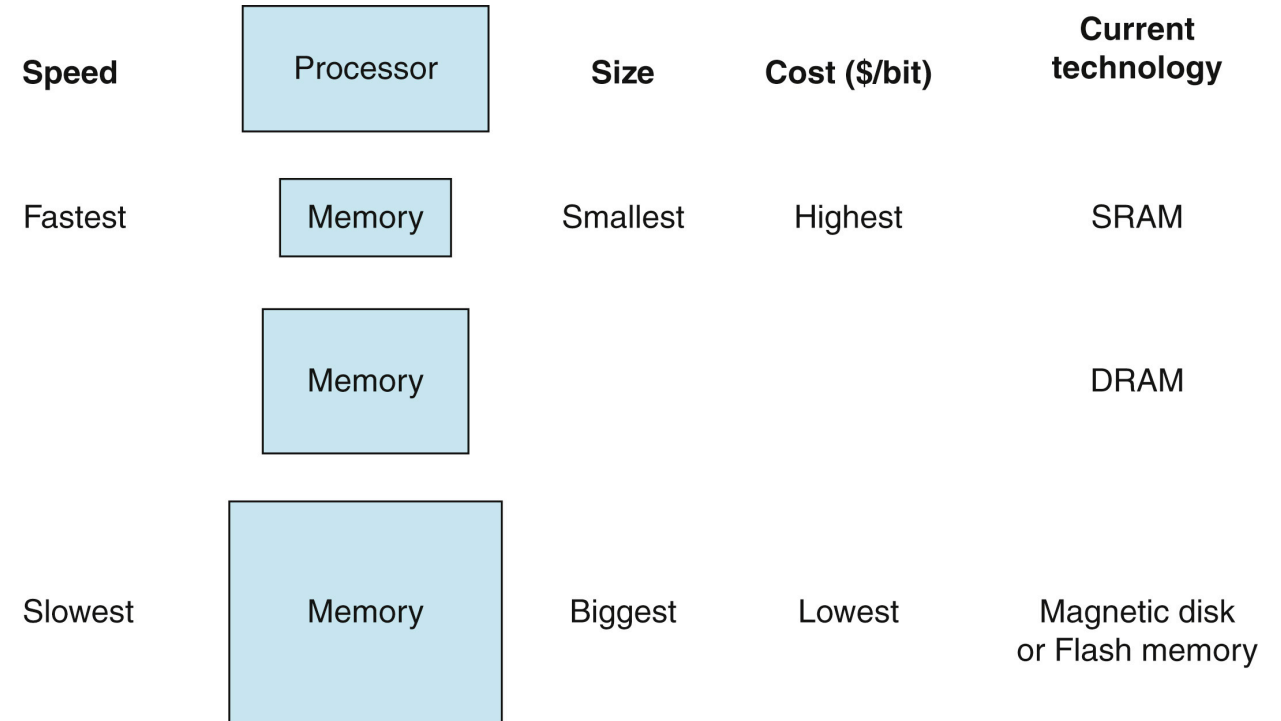 Speed Processor Size Cost ($/bit) Current
technology
Fastest Memory Smallest Highest SRAM
Memory DRAM
Slowest Memory Biggest Lowest Magnetic disk
or Flash memory